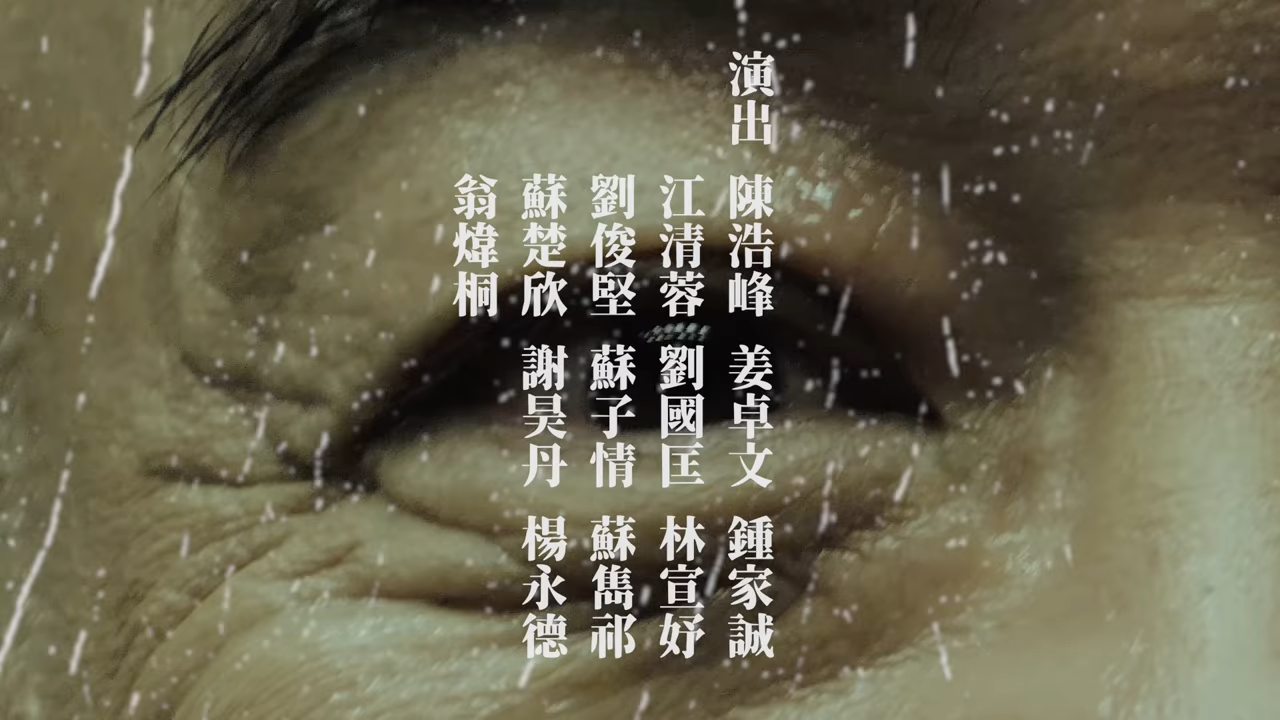 演出
陳浩峰 姜卓文 鍾家誠
江清蓉 劉國匡 林宣妤
劉俊堅 蘇子情 蘇雋祁
蘇楚欣 謝昊丹 楊永德
翁煒桐